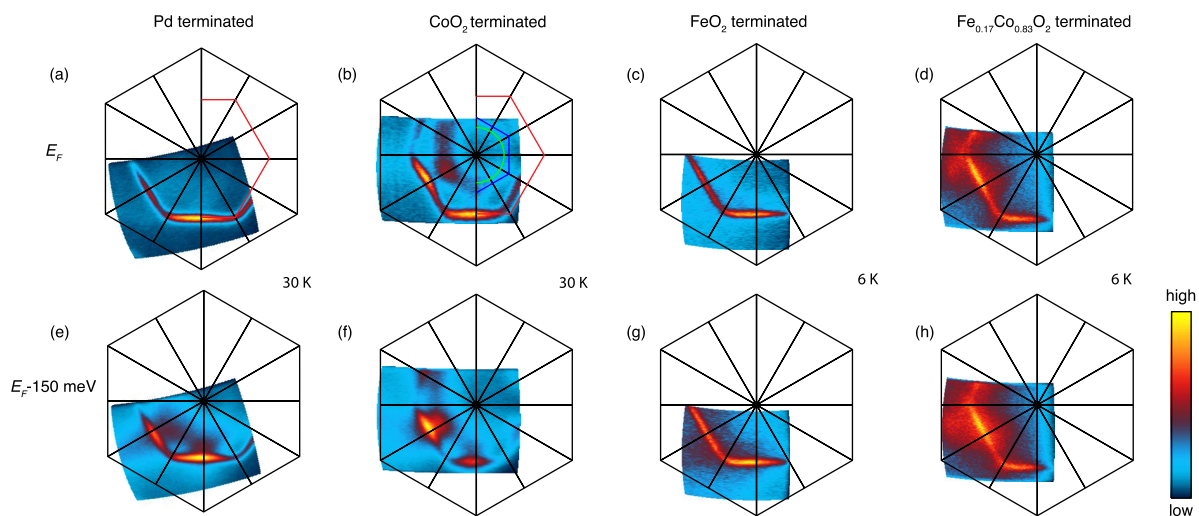 Pd terminated CoO2 terminated FeO2 terminated Fe0.17Co0.83O2 terminated
(a) (b) (c) (d)
EF
30 K 30 K 6 K 6 K
high
(e) (f) (g) (h)
EF-150 meV
low